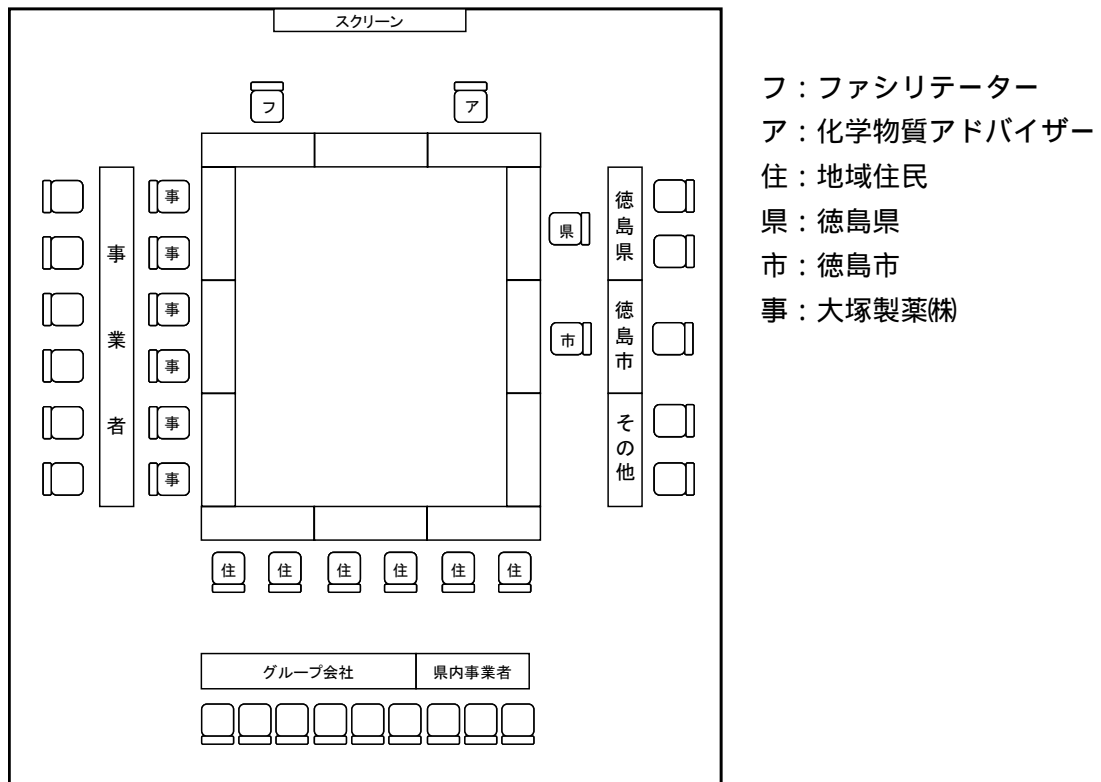 スクリーン
フ
ア
フ：ファシリテーター
ア：化学物質アドバイザー
住：地域住民
県：徳島県
市：徳島市
事：大塚製薬㈱
事業者
事
事
事
事
事
事
県
市
徳島県
徳島市
その他
住
住
住
住
住
住
グループ会社
県内事業者